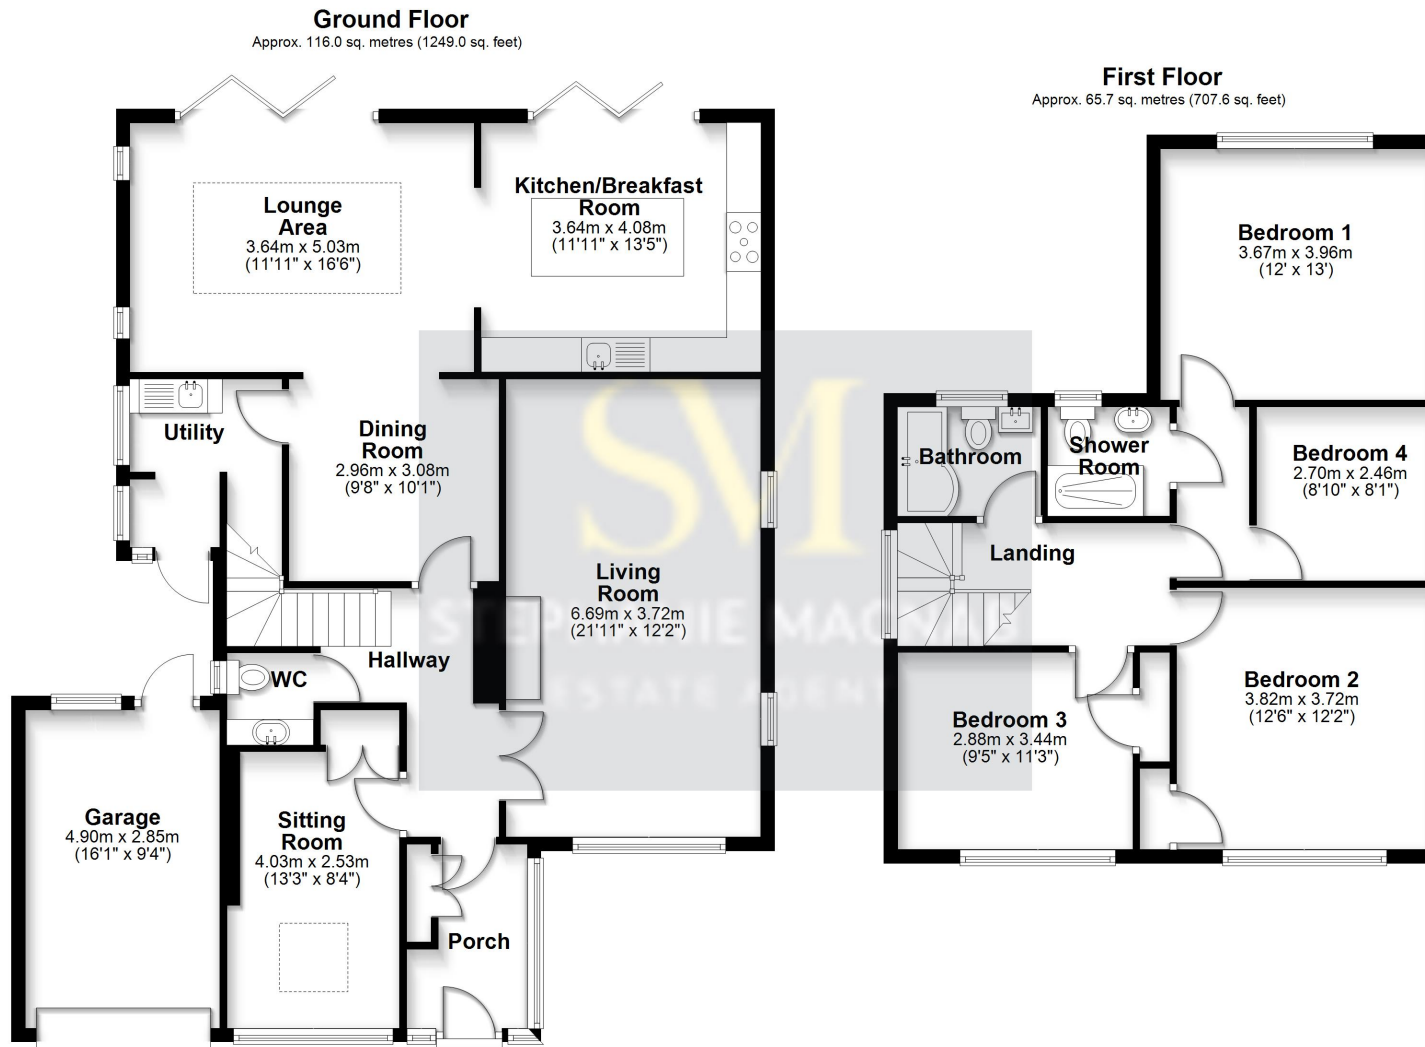 Ground Floor
Approx. 116.0 sq. metres (1249.0 sq. feet)
Lounge
Area
3.64m x 5.03m
(11'11" x 16'6")
Kitchen/Breakfast
Room
3.64m x 4.08m
(11'11" x 13'5")
Utility
Dining
Room
2.96m x 3.08m
(9'8" x 10'1")
Living
Room
6.69m x 3.72m
(21'11" x 12'2")
Hallway
WC
Garage
4.90m x 2.85m
(16'1" x 9'4")
Sitting
Room
4.03m x 2.53m
(13'3" x 8'4")
Porch
First Floor
Approx. 65.7 sq. metres (707.6 sq. feet)
Bedroom 1
3.67m x 3.96m
(12' x 13')
Bathroom
Shower
Room
Bedroom 4
2.70m x 2.46m
(8'10" x 8'1")
Landing
Bedroom 2
3.82m x 3.72m
(12'6" x 12'2")
Bedroom 3
2.88m x 3.44m
(9'5" x 11'3")
SM
STEPHANIE MACNAB
ESTATE AGENT